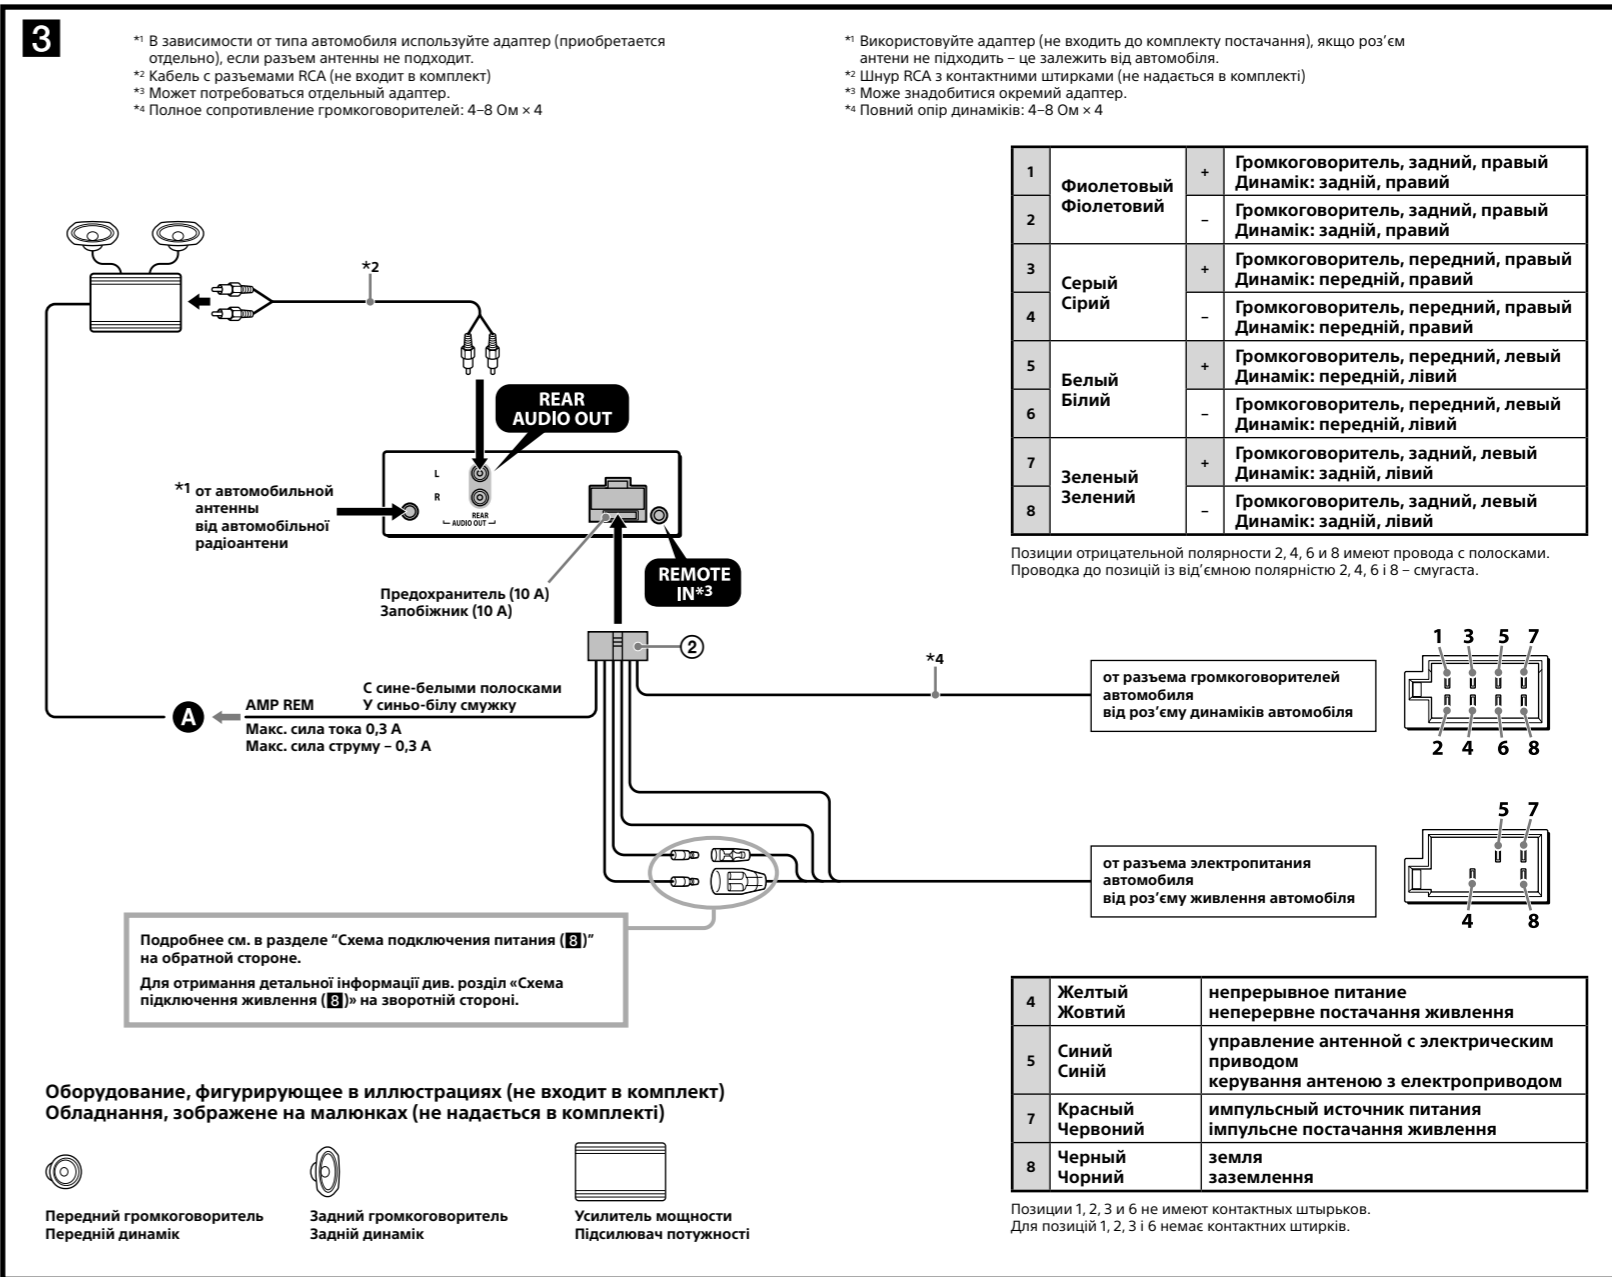 3
*1 В зависимости от типа автомобиля используйте адаптер (приобретается
отдельно), если разъем антенны не подходит.
*2 Кабель с разъемами RCA (не входит в комплект)
*3 Может потребоваться отдельный адаптер.
*4 Полное сопротивление громкоговорителей: 4–8 Ом × 4
*1 Використовуйте адаптер (не входить до комплекту постачання), якщо роз’єм
антени не підходить – це залежить від автомобіля.
*2 Шнур RCA з контактними штирками (не надається в комплекті)
*3 Може знадобитися окремий адаптер.
*4 Повний опір динаміків: 4–8 Ом × 4
1 Фиолетовый + Громкоговоритель, задний, правый
Фіолетовий Динамік: задній, правий
2 – Громкоговоритель, задний, правый
Динамік: задній, правий
3 Серый + Громкоговоритель, передний, правый
Сірий Динамік: передній, правий
4 – Громкоговоритель, передний, правый
Динамік: передній, правий
5 Белый + Громкоговоритель, передний, левый
Білий Динамік: передній, лівий
6 – Громкоговоритель, передний, левый
Динамік: передній, лівий
7 Зеленый + Громкоговоритель, задний, левый
Зелений Динамік: задній, лівий
8 – Громкоговоритель, задний, левый
Динамік: задній, лівий
Позиции отрицательной полярности 2, 4, 6 и 8 имеют провода с полосками.
Проводка до позицій із від’ємною полярністю 2, 4, 6 і 8 – смугаста.
*2
REAR
AUDIO OUT
L
R
REAR
AUDIO OUT
*1 от автомобильной
антенны
від автомобільної
радіоантени
REMOTE
IN*3
Предохранитель (10 A)
Запобіжник (10 A)
②
*4
от разъема громкоговорителей
автомобиля
від роз’єму динаміків автомобіля
1 3 5 7
2 4 6 8
A
AMP REM
С сине-белыми полосками
У синьо-білу смужку
Макс. сила тока 0,3 A
Макс. сила струму – 0,3 A
от разъема электропитания
автомобиля
від роз’єму живлення автомобіля
5 7
4 8
Подробнее см. в разделе “Схема подключения питания (8)”
на обратной стороне.
Для отримання детальної інформації див. розділ «Схема
підключення живлення (8)» на зворотній стороні.
4 Желтый непрерывное питание
Жовтий неперервне постачання живлення
5 Синий управление антенной с электрическим
приводом
Синій керування антеною з електроприводом
7 Красный импульсный источник питания
Червоний імпульсне постачання живлення
8 Черный земля
Чорний заземлення
Позиции 1, 2, 3 и 6 не имеют контактных штырьков.
Для позицій 1, 2, 3 і 6 немає контактних штирків.
Оборудование, фигурирующее в иллюстрациях (не входит в комплект)
Обладнання, зображене на малюнках (не надається в комплекті)
Передний громкоговоритель
Передній динамік
Задний громкоговоритель
Задній динамік
Усилитель мощности
Підсилювач потужності